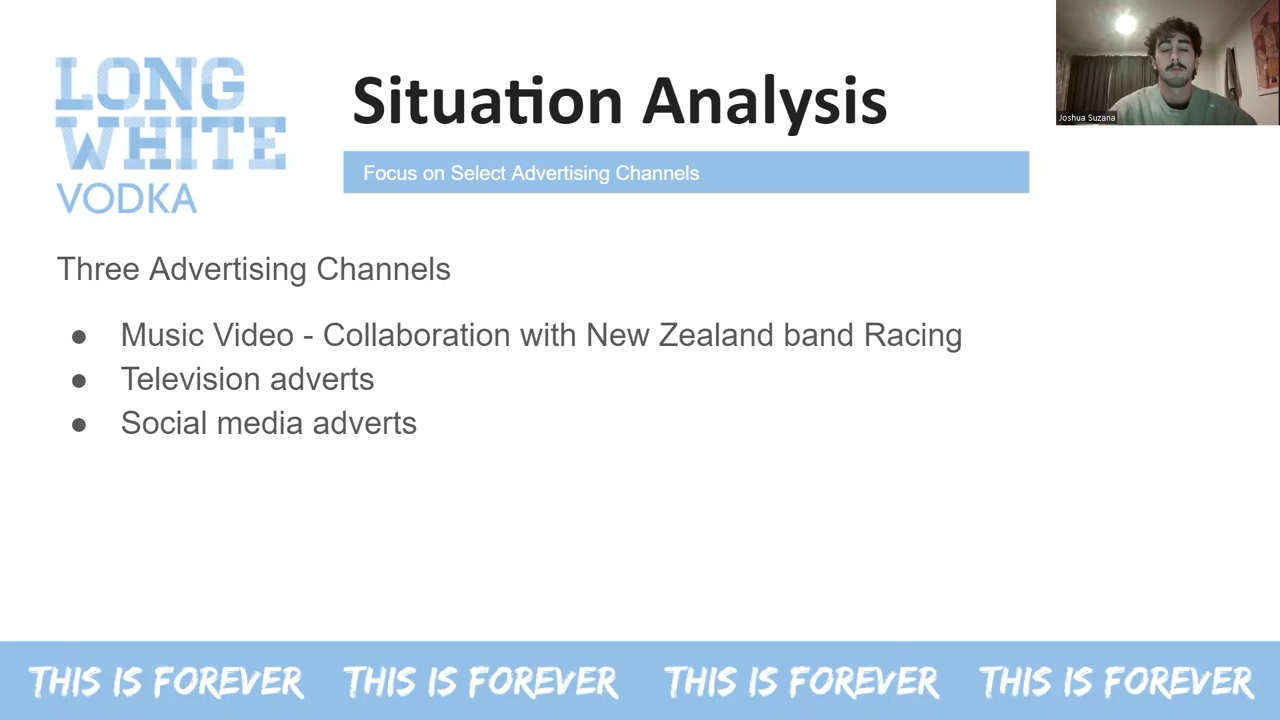 LONG
WHITE
VODKA
Situation Analysis
Focus on Select Advertising Channels
Joshua Suzana
Three Advertising Channels
● Music Video - Collaboration with New Zealand band Racing
● Television adverts
● Social media adverts
THIS IS FOREVER THIS IS FOREVER THIS IS FOREVER THIS IS FOREVER